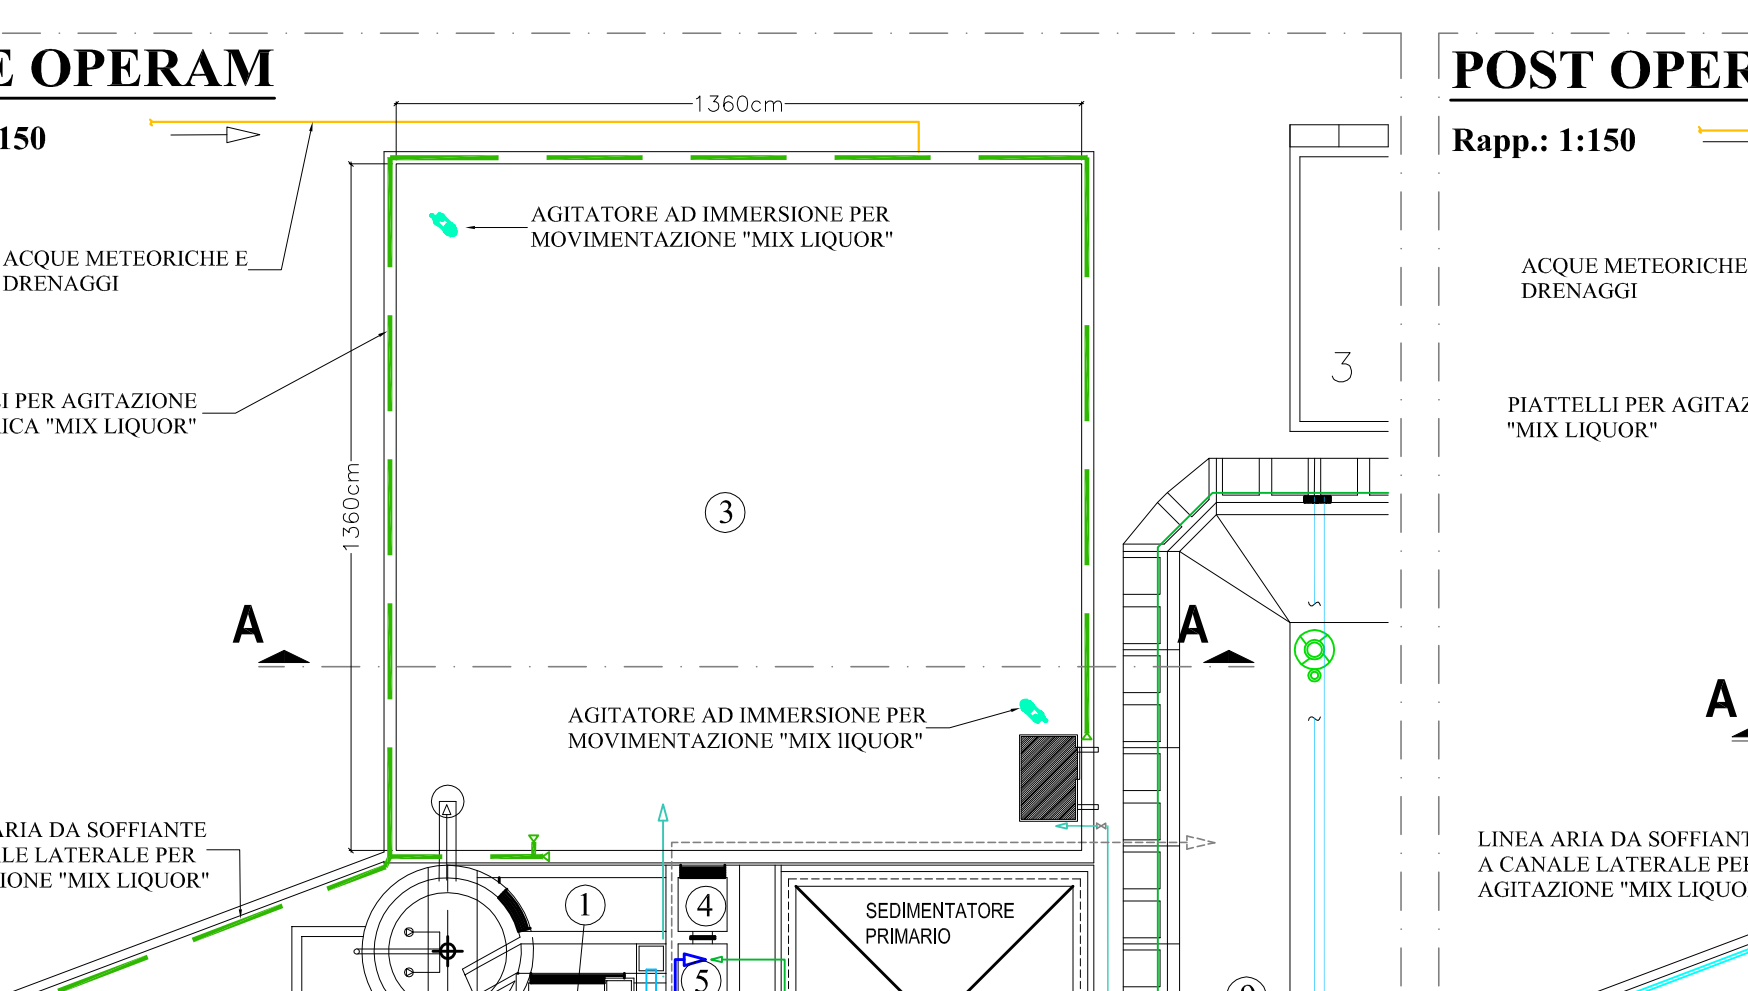 E OPERAM
:150
1360cm
AGITATORE AD IMMERSIONE PER
MOVIMENTAZIONE "MIX LIQUOR"
ACQUE METEORICHE E
DRENAGGI
I PER AGITAZIONE
ICA "MIX LIQUOR"
1360cm
3
A
A
AGITATORE AD IMMERSIONE PER
MOVIMENTAZIONE "MIX lIQUOR"
ARIA DA SOFFIANTE
LE LATERALE PER
ZIONE "MIX LIQUOR"
1
4
5
SEDIMENTATORE
PRIMARIO
3
POST OPER
Rapp.: 1:150
ACQUE METEORICHE
DRENAGGI
PIATTELLI PER AGITAZ
"MIX LIQUOR"
A
LINEA ARIA DA SOFFIANT
A CANALE LATERALE PER
AGITAZIONE "MIX LIQUO